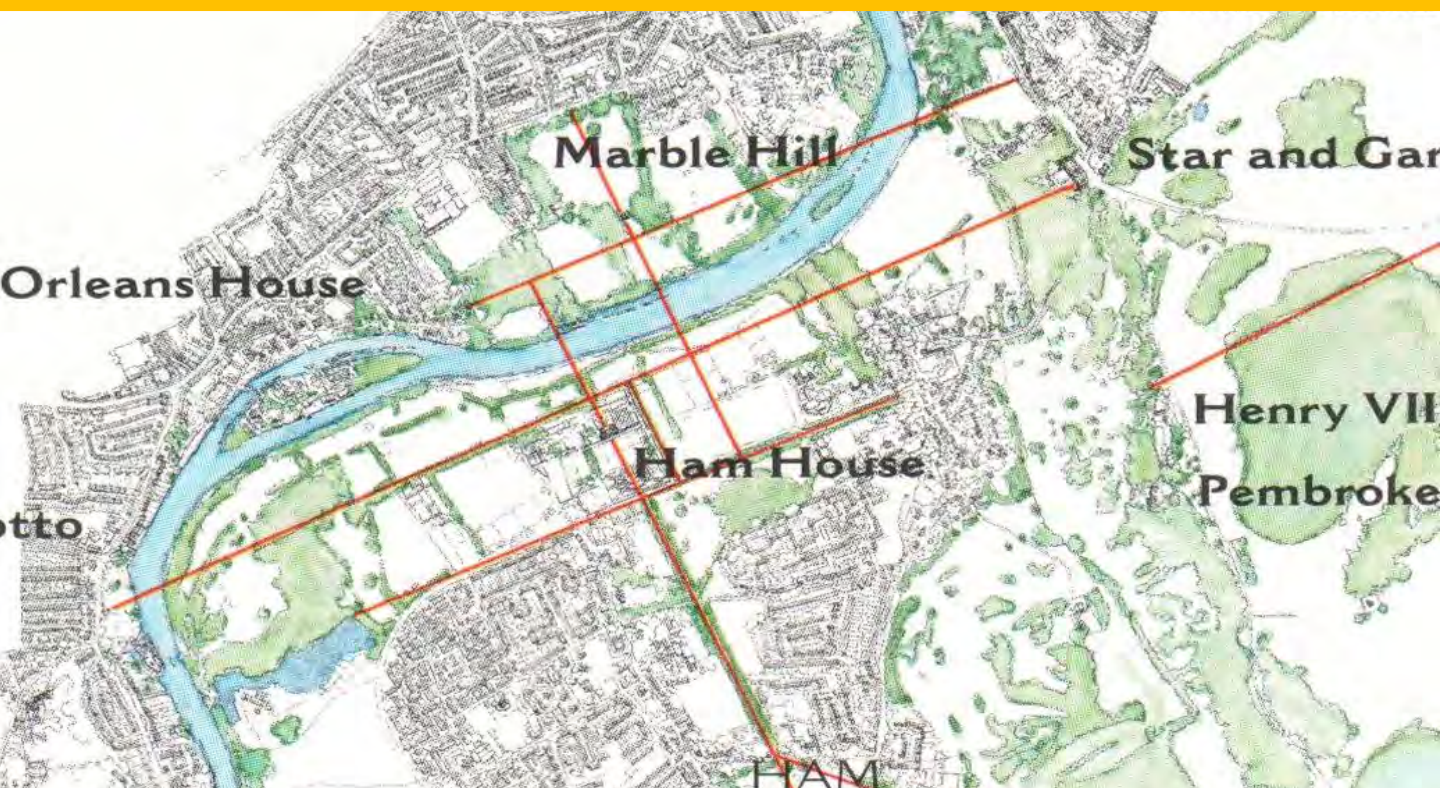 Marble Hill
Star and Gar
Orleans House
Henry VII
Ham House
Pembroke
otto
HAM